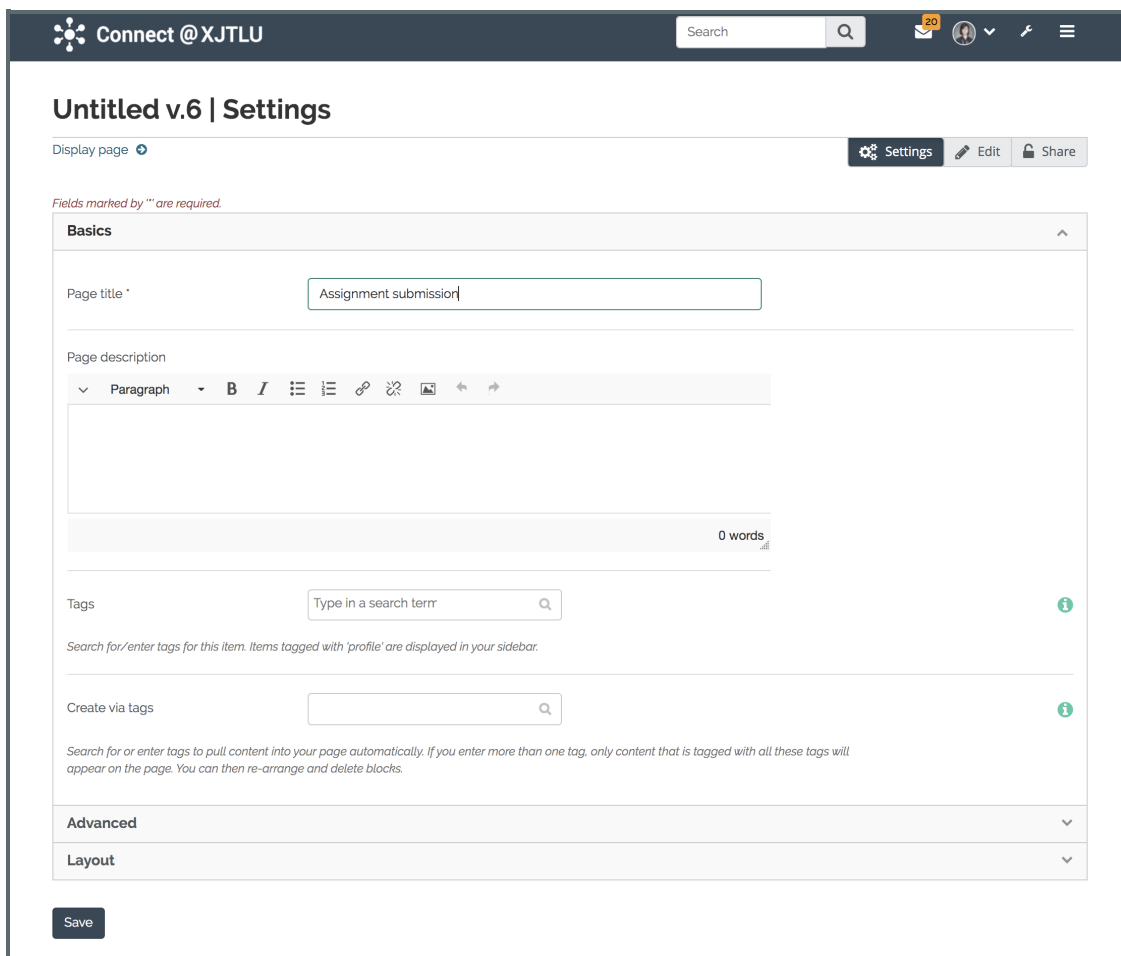 Connect @ XJTLU
Search
20
Untitled v.6 | Settings
Display page
Settings
Edit
Share
Fields marked by '*' are required.
Basics
Page title *
Assignment submission
Page description
Paragraph
B I
0 words
Tags
Type in a search term
Search for/enter tags for this item. Items tagged with 'profile' are displayed in your sidebar.
Create via tags
Search for or enter tags to pull content into your page automatically. If you enter more than one tag, only content that is tagged with all these tags will
appear on the page. You can then re-arrange and delete blocks.
Advanced
Layout
Save